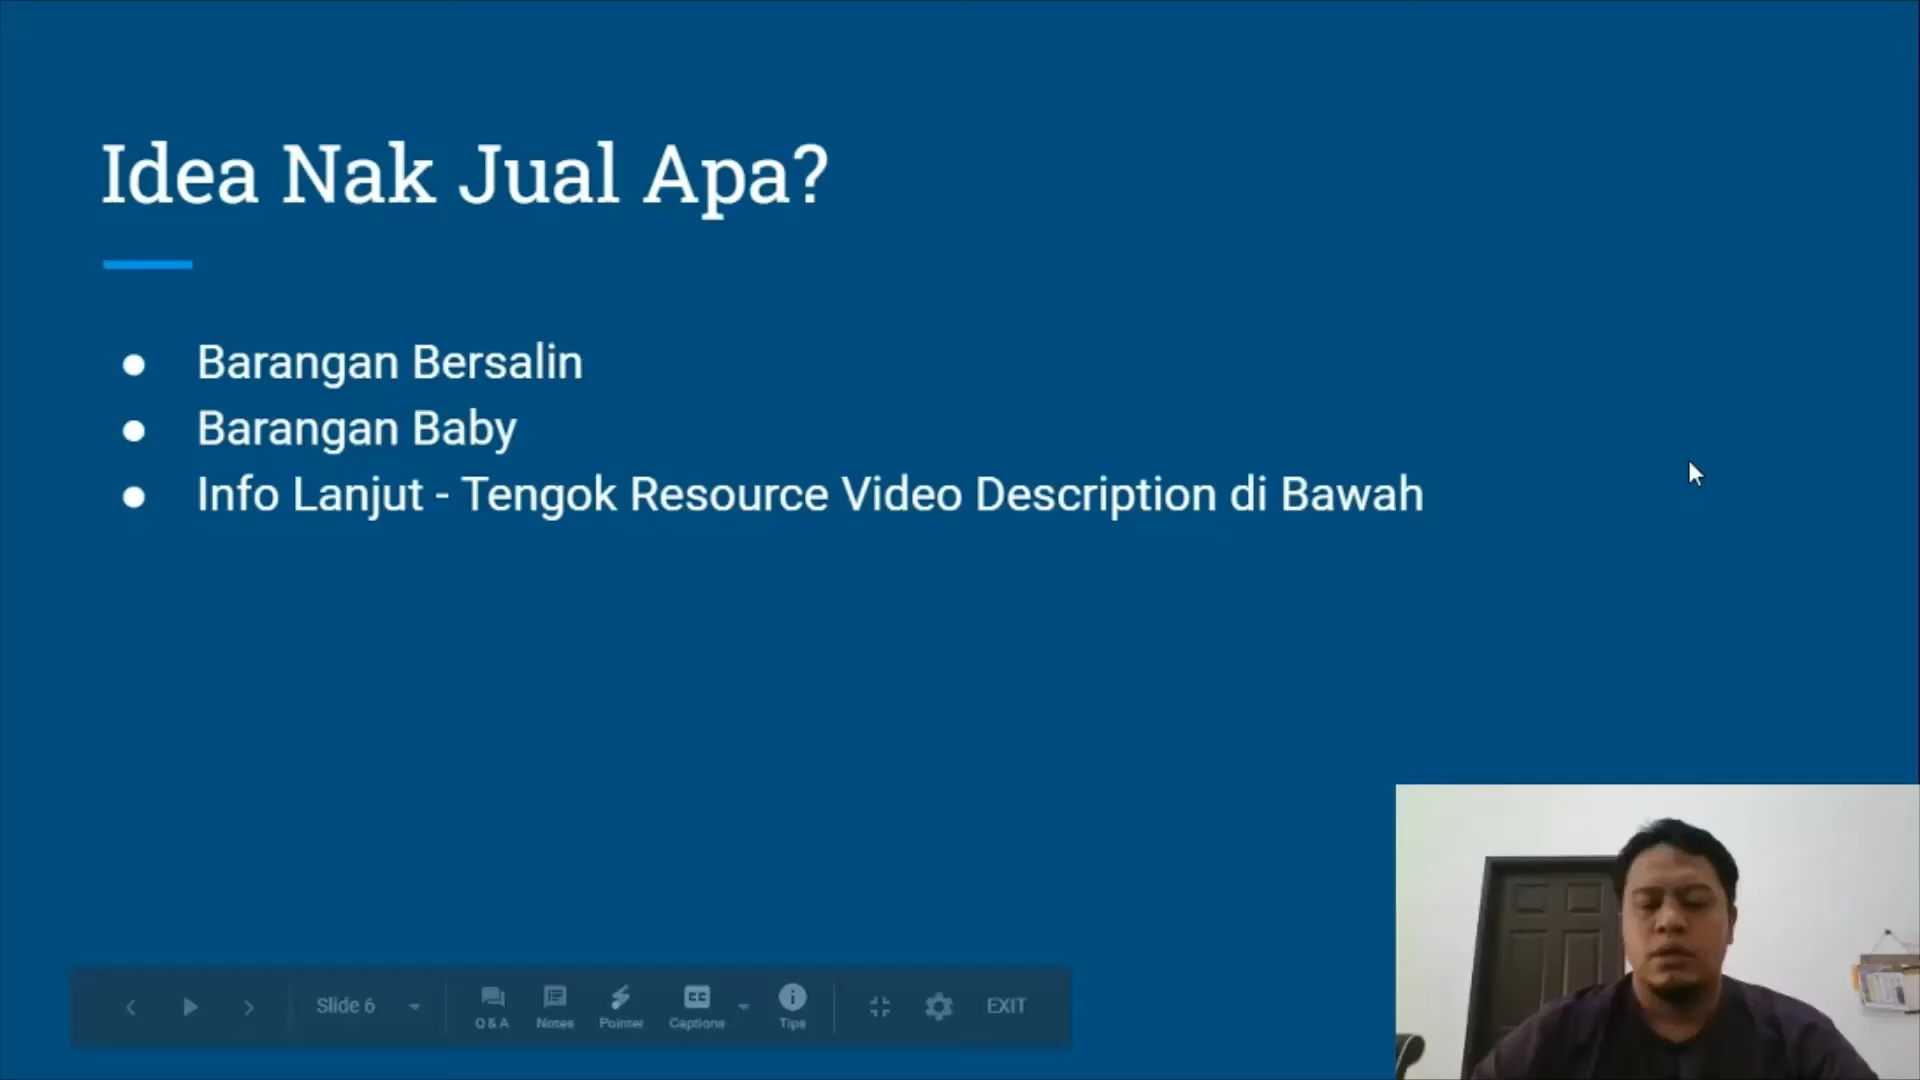 Idea Nak Jual Apa?
● Barangan Bersalin
● Barangan Baby
● Info Lanjut - Tengok Resource Video Description di Bawah
Slide 6
Q & A
Notes
Pointer
CC
Captions
Tips
EXIT